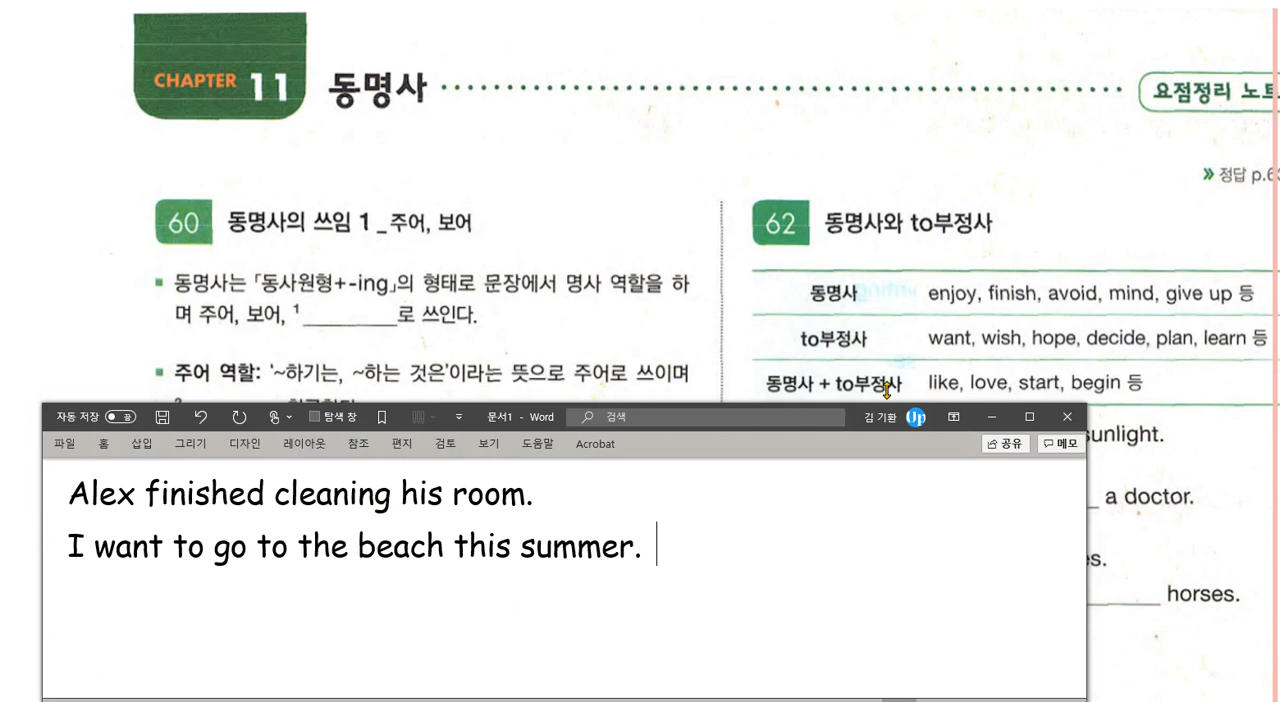 CHAPTER 11 동명사
요점정리 노트
» 정답 p.6
60 동명사의 쓰임 1 _ 주어, 보어
동명사는 「동사원형+-ing」의 형태로 문장에서 명사 역할을 하
며 주어, 보어, ¹________로 쓰인다.
주어 역할: '~하기는, ~하는 것은'이라는 뜻으로 주어로 쓰이며
62 동명사와 to부정사
동명사 enjoy, finish, avoid, mind, give up 등
to부정사 want, wish, hope, decide, plan, learn 등
동명사 + to부정사 like, love, start, begin 등
sunlight.
a doctor.
es.
horses.
자동 저장 끔 탐색 창 문서1 - Word 검색 김 기환
파일 홈 삽입 그리기 디자인 레이아웃 참조 편지 검토 보기 도움말 Acrobat 공유 메모
Alex finished cleaning his room.
I want to go to the beach this summer.